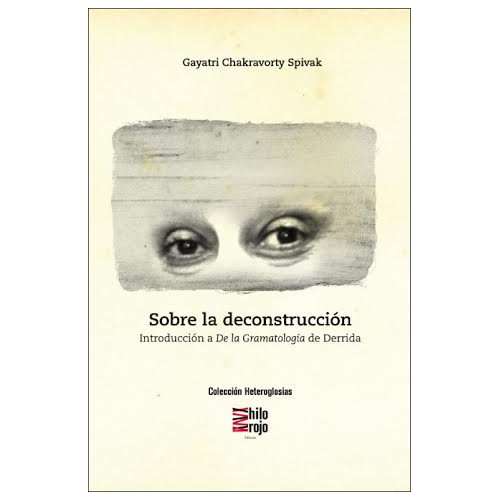 Gayatri Chakravorty Spivak
Sobre la deconstrucción
Introducción a De la Gramatología de Derrida
Colección Heteroglosias
hilo
rojo